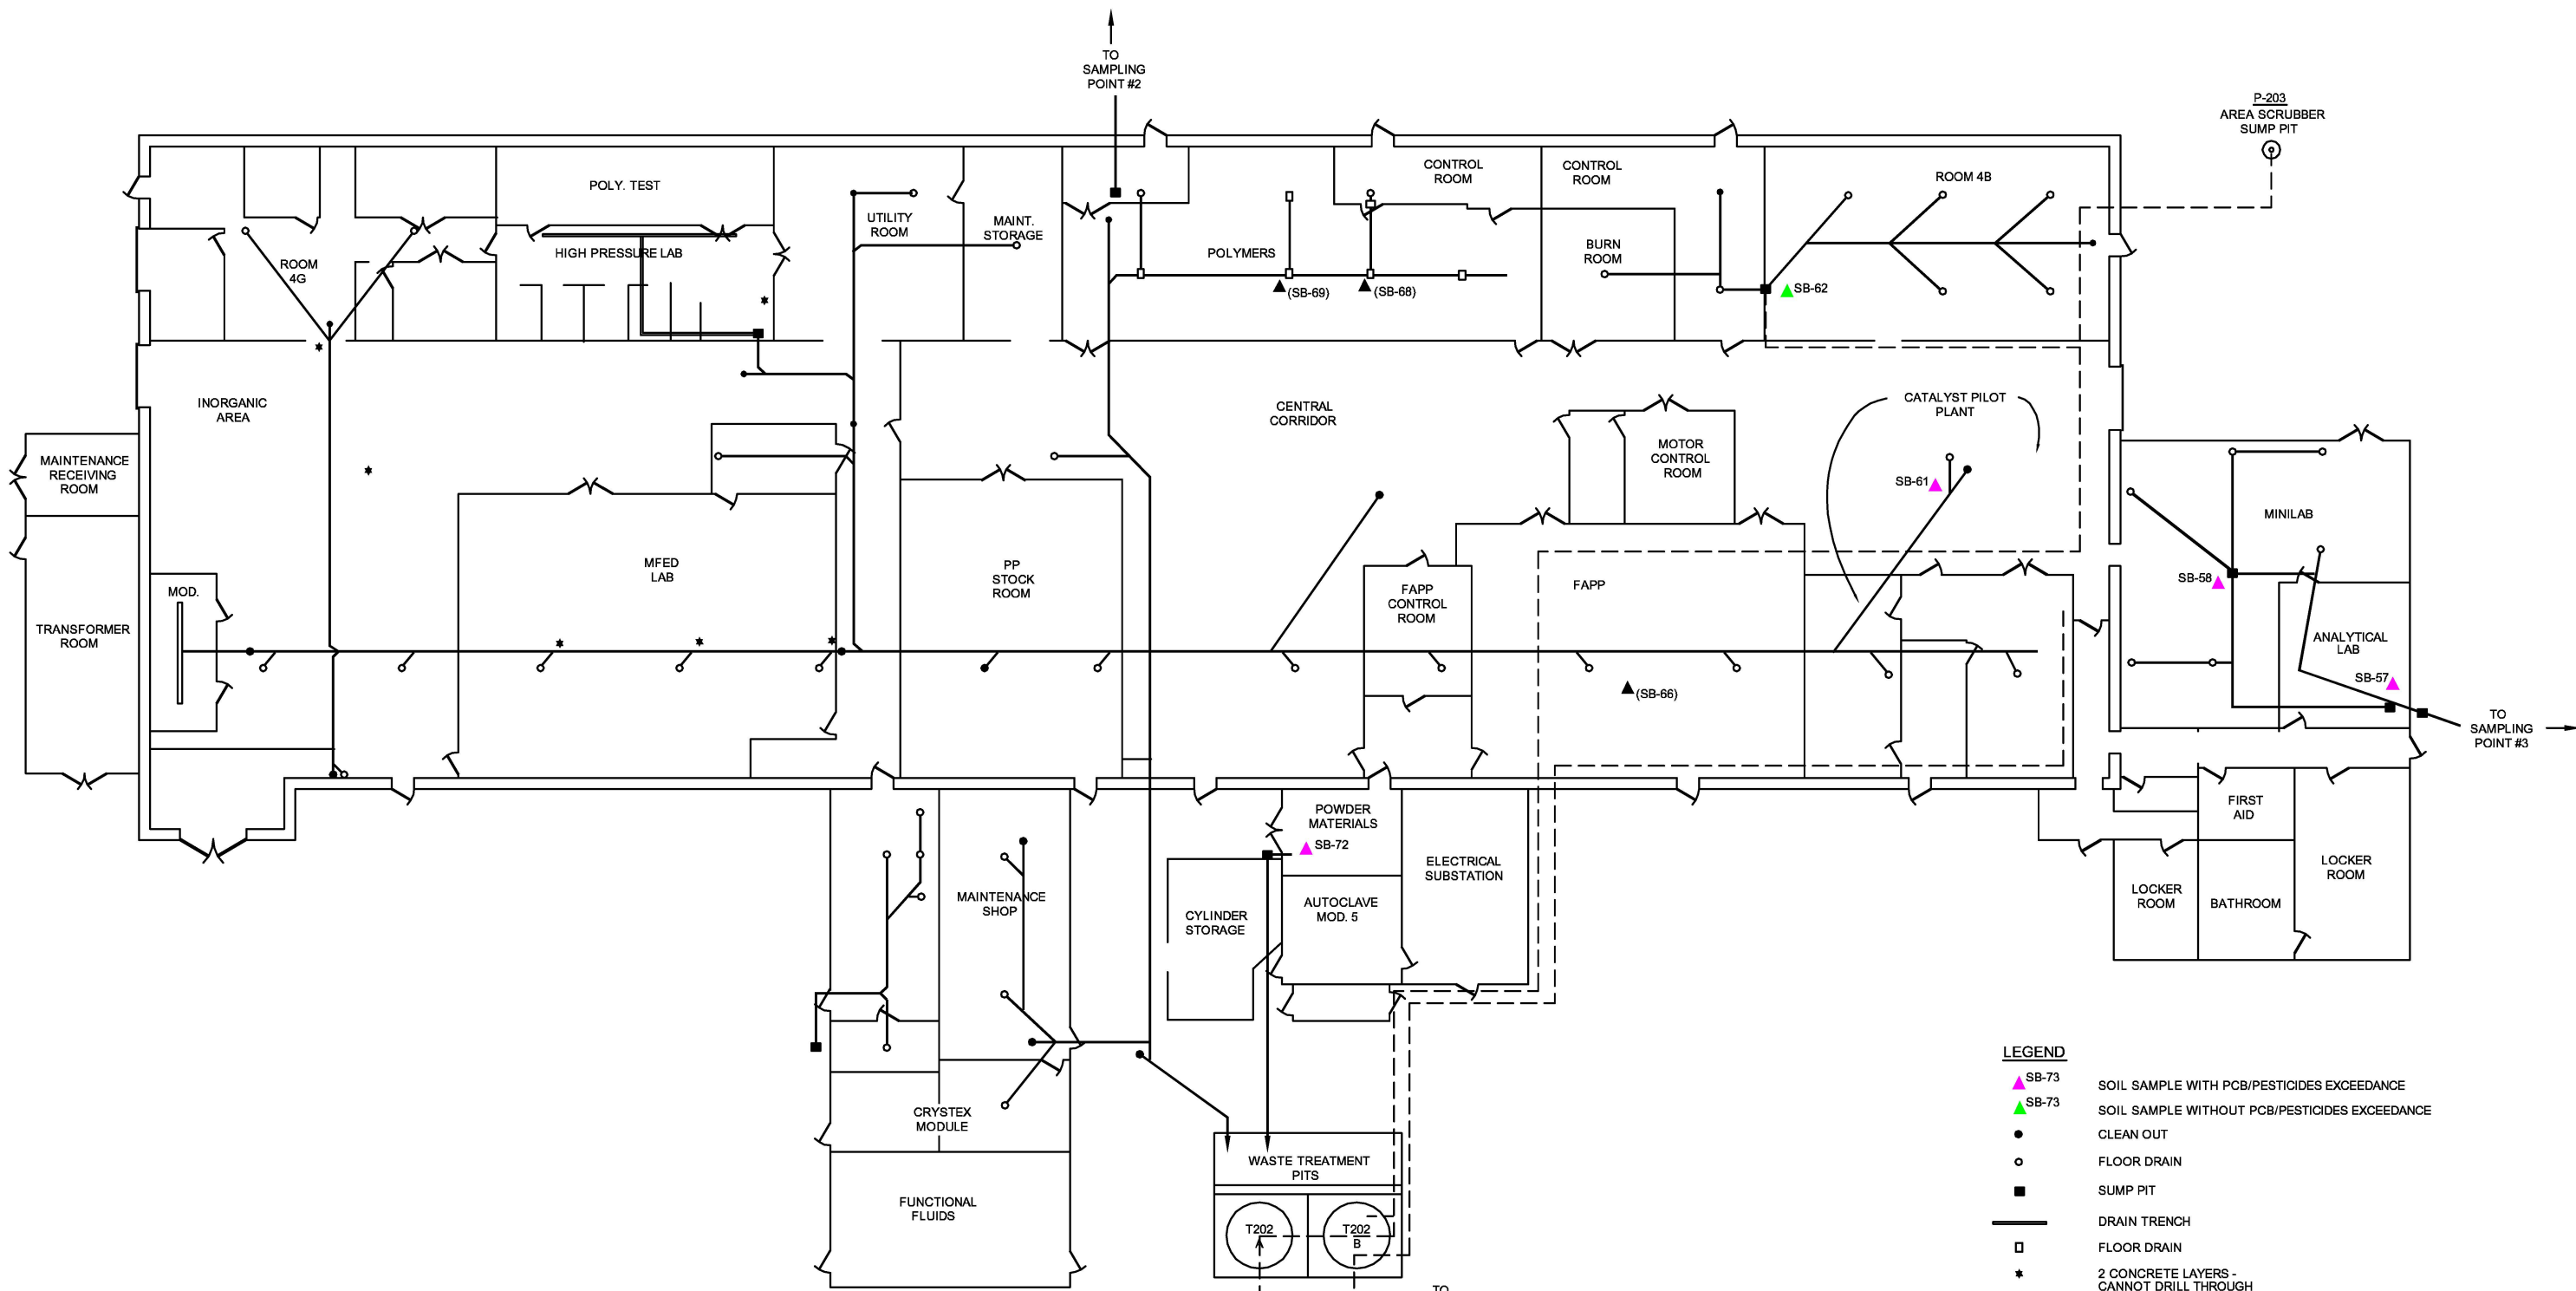 TO
SAMPLING
POINT #2
P-203
AREA SCRUBBER
SUMP PIT
POLY. TEST
CONTROL
ROOM
CONTROL
ROOM
ROOM 4B
UTILITY
ROOM
MAINT.
STORAGE
HIGH PRESSURE LAB
ROOM
4G
POLYMERS
BURN
ROOM
(SB-69)
(SB-68)
SB-62
INORGANIC
AREA
CENTRAL
CORRIDOR
CATALYST PILOT
PLANT
MAINTENANCE
RECEIVING
ROOM
MOTOR
CONTROL
ROOM
SB-61
MINILAB
MFED
LAB
PP
STOCK
ROOM
SB-58
MOD.
FAPP
CONTROL
ROOM
FAPP
TRANSFORMER
ROOM
ANALYTICAL
LAB
SB-57
(SB-66)
TO
SAMPLING
POINT #3
POWDER
MATERIALS
SB-72
FIRST
AID
ELECTRICAL
SUBSTATION
LOCKER
ROOM
MAINTENANCE
SHOP
AUTOCLAVE
MOD. 5
CYLINDER
STORAGE
LOCKER
ROOM
BATHROOM
CRYSTEX
MODULE
WASTE TREATMENT
PITS
FUNCTIONAL
FLUIDS
T202
T202
B
TO
LEGEND
SB-73 SOIL SAMPLE WITH PCB/PESTICIDES EXCEEDANCE
SB-73 SOIL SAMPLE WITHOUT PCB/PESTICIDES EXCEEDANCE
CLEAN OUT
FLOOR DRAIN
SUMP PIT
DRAIN TRENCH
FLOOR DRAIN
2 CONCRETE LAYERS -
CANNOT DRILL THROUGH